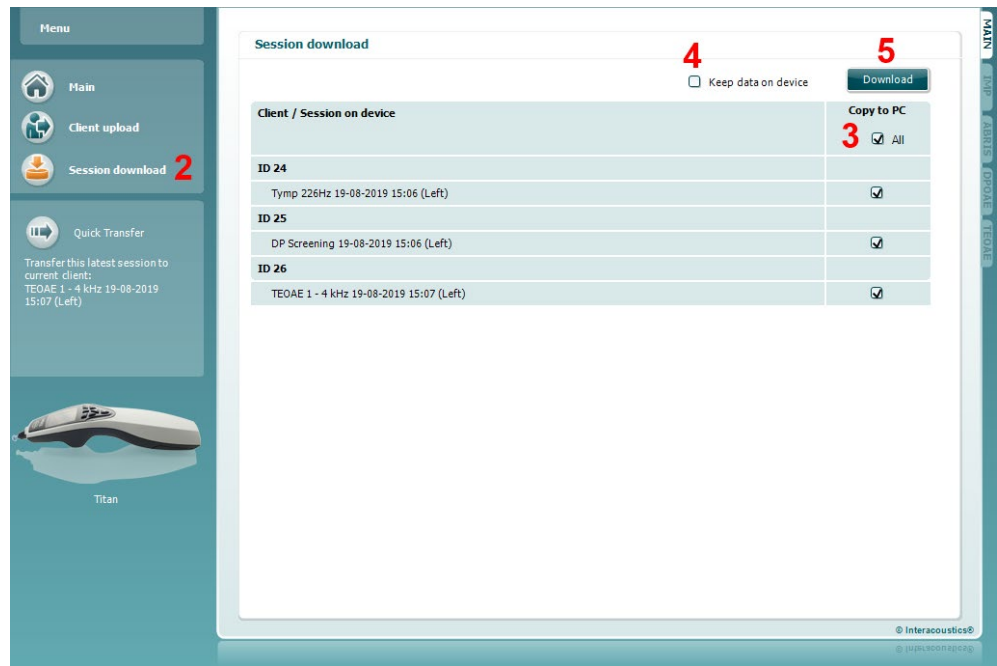 Menu
Main
Client upload
Session download 2
Quick Transfer
Transfer this latest session to
current client:
TEOAE 1 - 4 kHz 19-08-2019
15:07 (Left)
Titan
Session download
4
5
Keep data on device
Download
Client / Session on device
Copy to PC
3 All
ID 24
Tymp 226Hz 19-08-2019 15:06 (Left)
ID 25
DP Screening 19-08-2019 15:06 (Left)
ID 26
TEOAE 1 - 4 kHz 19-08-2019 15:07 (Left)
© Interacoustics®
MAIN
IMP
ABRIS
DPOAE
TEOAE